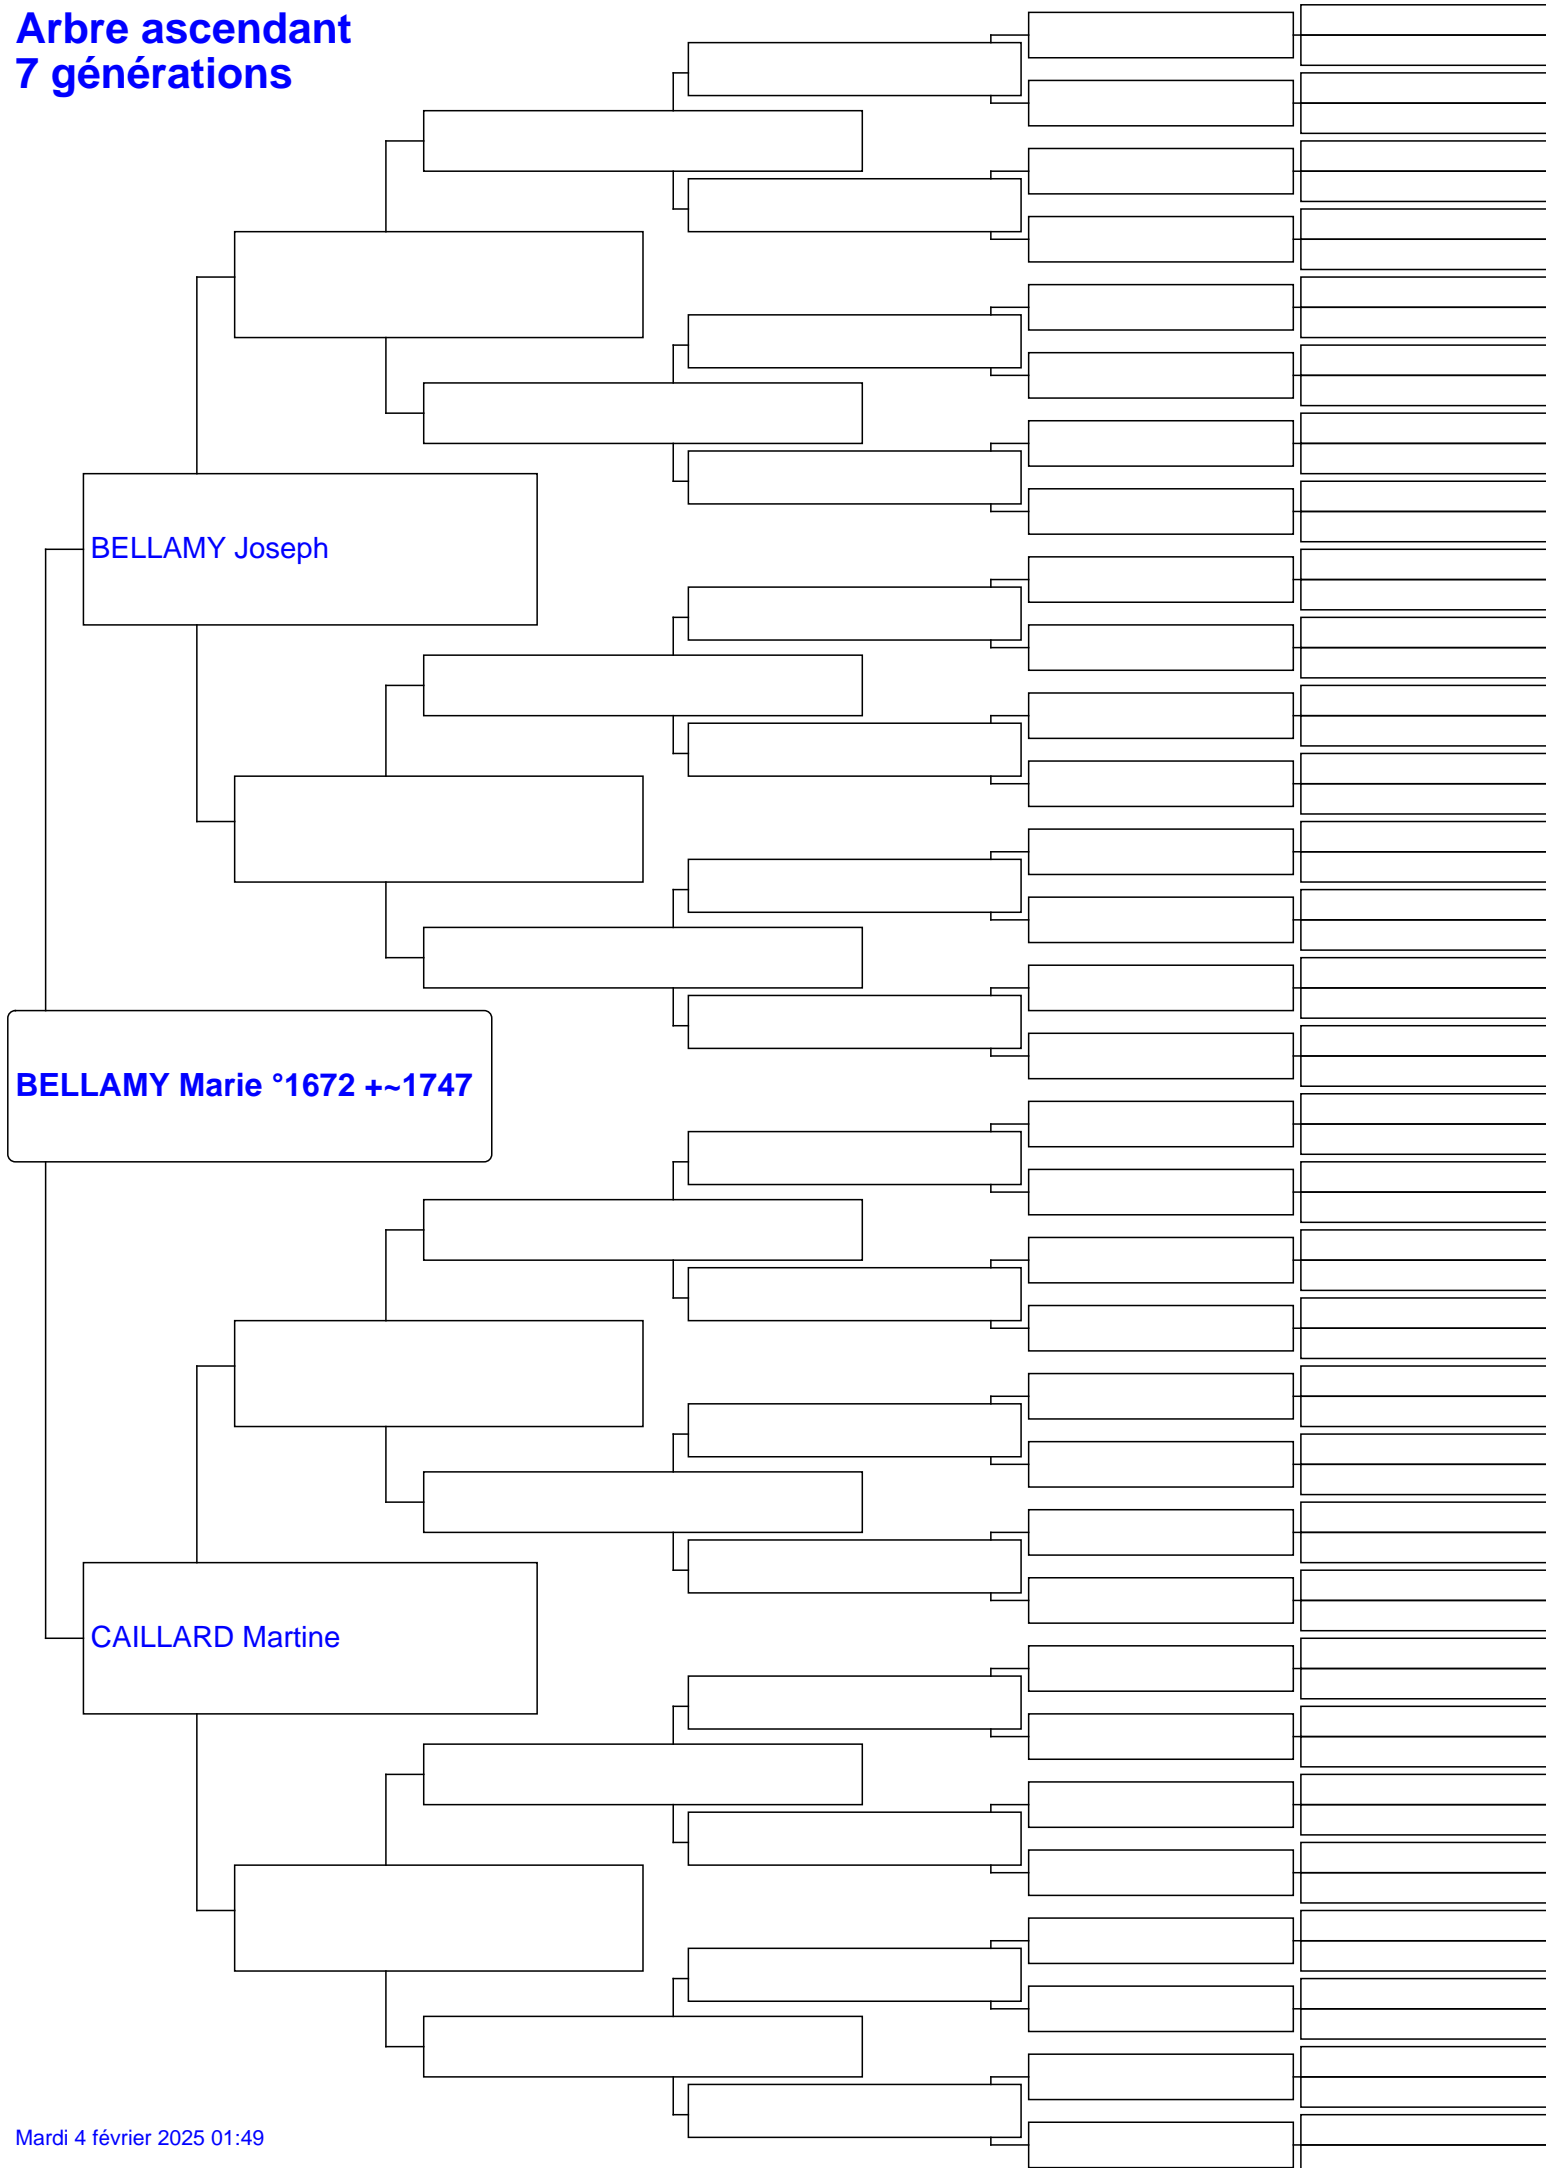 Arbre ascendant
7 générations
BELLAMY Joseph
BELLAMY Marie °1672 +~1747
CAILLARD Martine
Mardi 4 février 2025 01:49